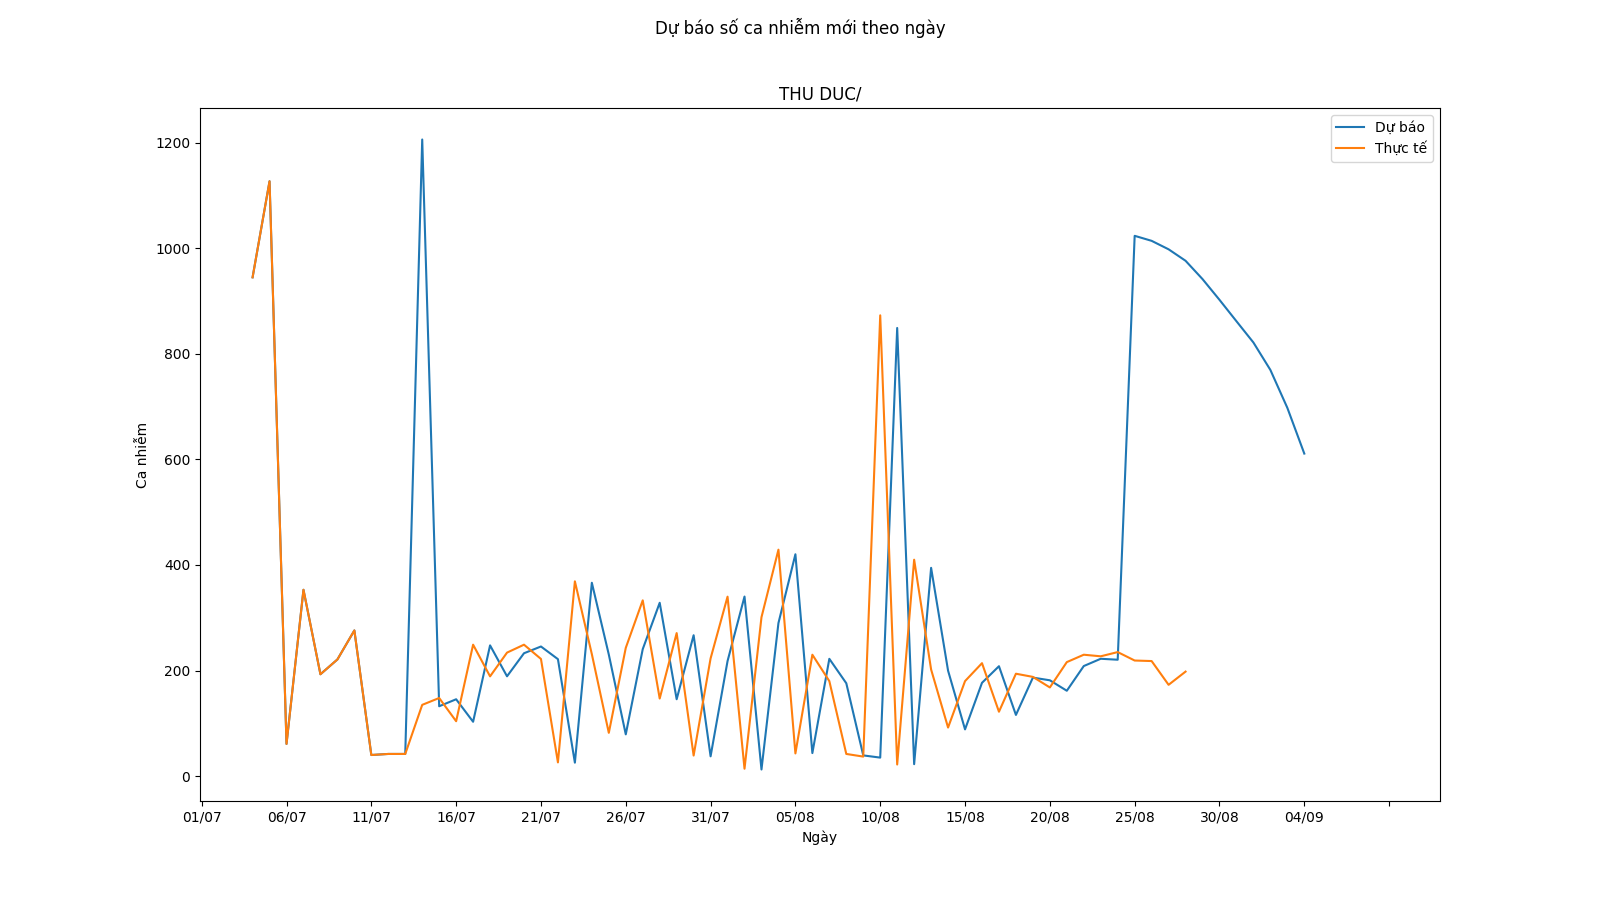 Dự báo số ca nhiễm mới theo ngày
THU DUC/
Dự báo
Thực tế
1200
1000
800
600
400
200
0
Ca nhiễm
01/07 06/07 11/07 16/07 21/07 26/07 31/07 05/08 10/08 15/08 20/08 25/08 30/08 04/09
Ngày